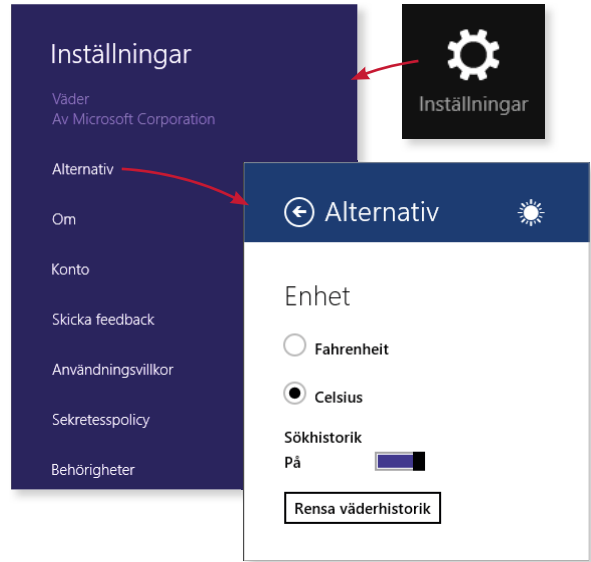 Inställningar
Väder
Av Microsoft Corporation
Alternativ
Om
Konto
Skicka feedback
Användningsvillkor
Sekretesspolicy
Behörigheter
Inställningar
Alternativ
Enhet
Fahrenheit
Celsius
Sökhistorik
På
Rensa väderhistorik